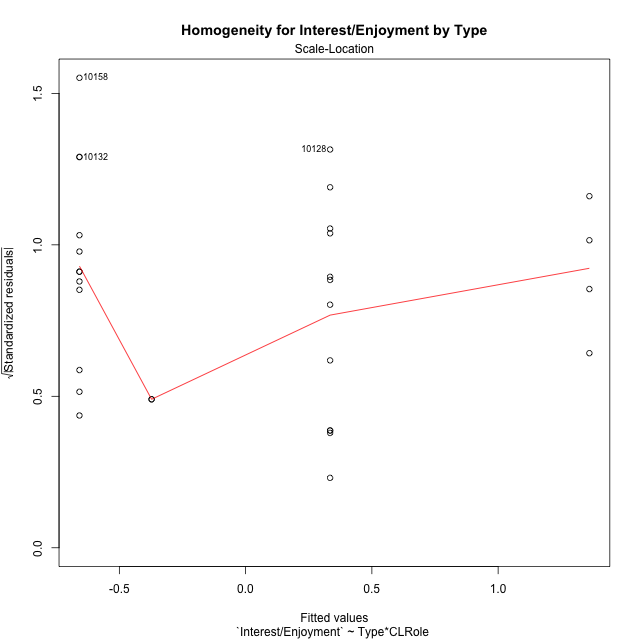 Homogeneity for Interest/Enjoyment by Type
Scale-Location
10158
10132
10128
√|Standardized residuals|
0.0
0.5
1.0
1.5
-0.5
0.0
0.5
1.0
Fitted values
`Interest/Enjoyment` ~ Type*CLRole